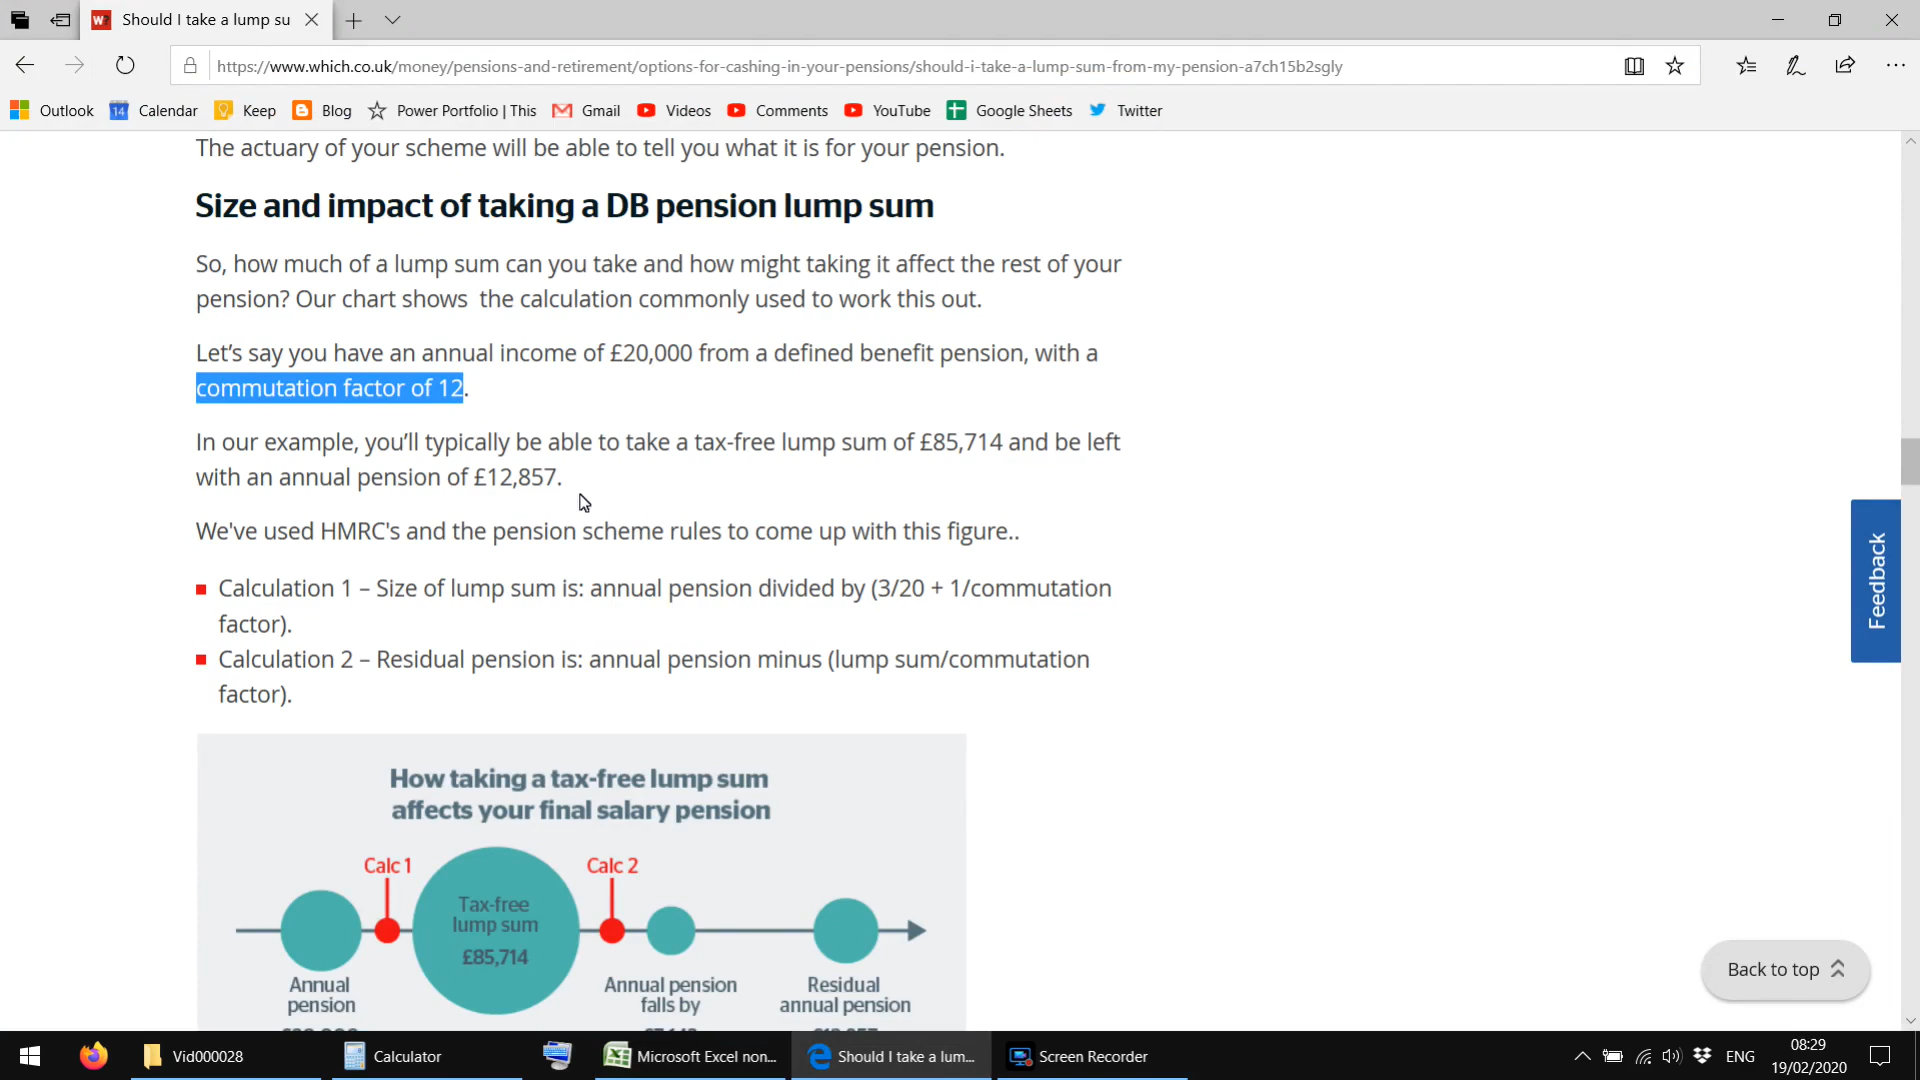 Should I take a lump su
https://www.which.co.uk/money/pensions-and-retirement/options-for-cashing-in-your-pensions/should-i-take-a-lump-sum-from-my-pension-a7ch15b2sgly
Outlook 14 Calendar Keep Blog Power Portfolio | This Gmail Videos Comments YouTube Google Sheets Twitter
The actuary of your scheme will be able to tell you what it is for your pension.
Size and impact of taking a DB pension lump sum
So, how much of a lump sum can you take and how might taking it affect the rest of your
pension? Our chart shows the calculation commonly used to work this out.
Let’s say you have an annual income of £20,000 from a defined benefit pension, with a
commutation factor of 12.
In our example, you’ll typically be able to take a tax-free lump sum of £85,714 and be left
with an annual pension of £12,857.
We've used HMRC's and the pension scheme rules to come up with this figure..
Calculation 1 – Size of lump sum is: annual pension divided by (3/20 + 1/commutation
factor).
Calculation 2 – Residual pension is: annual pension minus (lump sum/commutation
factor).
Feedback
How taking a tax-free lump sum
affects your final salary pension
Calc 1
Calc 2
Tax-free
lump sum
£85,714
Annual
pension
Annual pension
falls by
Residual
annual pension
Back to top
Vid000028 Calculator Microsoft Excel non... Should I take a lum... Screen Recorder ENG
08:29
19/02/2020